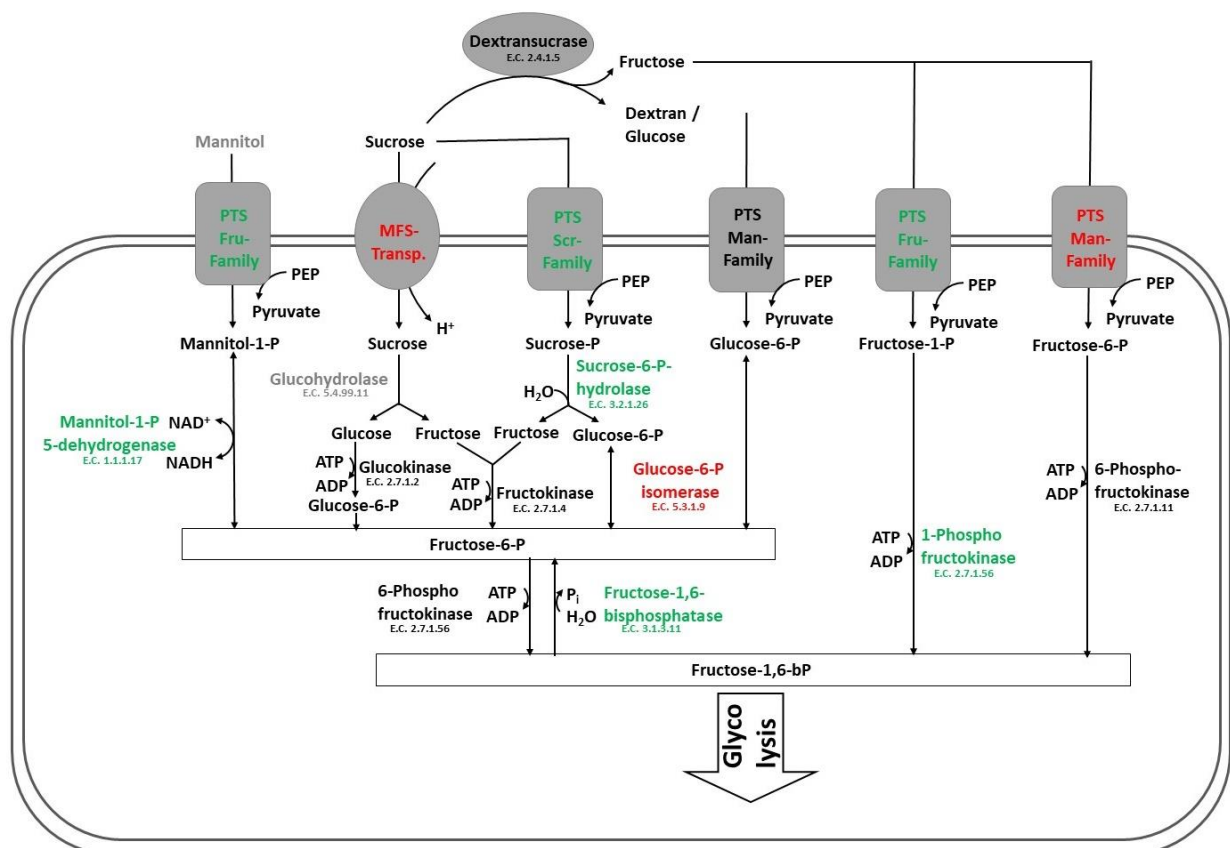 Dextransucrase
E.C. 2.4.1.5
Fructose
Dextran /
Glucose
Mannitol
Sucrose
PTS
Fru-
Family
MFS-
Transp.
PTS
Scr-
Family
PTS
Man-
Family
PTS
Fru-
Family
PTS
Man-
Family
PEP
Pyruvate
H⁺
PEP
Pyruvate
PEP
Pyruvate
PEP
Pyruvate
PEP
Pyruvate
Mannitol-1-P
Sucrose
Sucrose-P
Glucose-6-P
Fructose-1-P
Fructose-6-P
Glucohydrolase
E.C. 5.4.99.11
H₂O
Sucrose-6-P-
hydrolase
E.C. 3.2.1.26
Mannitol-1-P
5-dehydrogenase
E.C. 1.1.1.17
NAD⁺
NADH
Glucose
Fructose
Fructose
Glucose-6-P
ATP
ADP
Glucokinase
E.C. 2.7.1.2
Glucose-6-P
ATP
ADP
Fructokinase
E.C. 2.7.1.4
Glucose-6-P
isomerase
E.C. 5.3.1.9
ATP
ADP
6-Phospho-
fructokinase
E.C. 2.7.1.11
ATP
ADP
1-Phospho
fructokinase
E.C. 2.7.1.56
Fructose-6-P
6-Phospho
fructokinase
E.C. 2.7.1.56
ATP
ADP
Pᵢ
H₂O
Fructose-1,6-
bisphosphatase
E.C. 3.1.3.11
Fructose-1,6-bP
Glyco
lysis